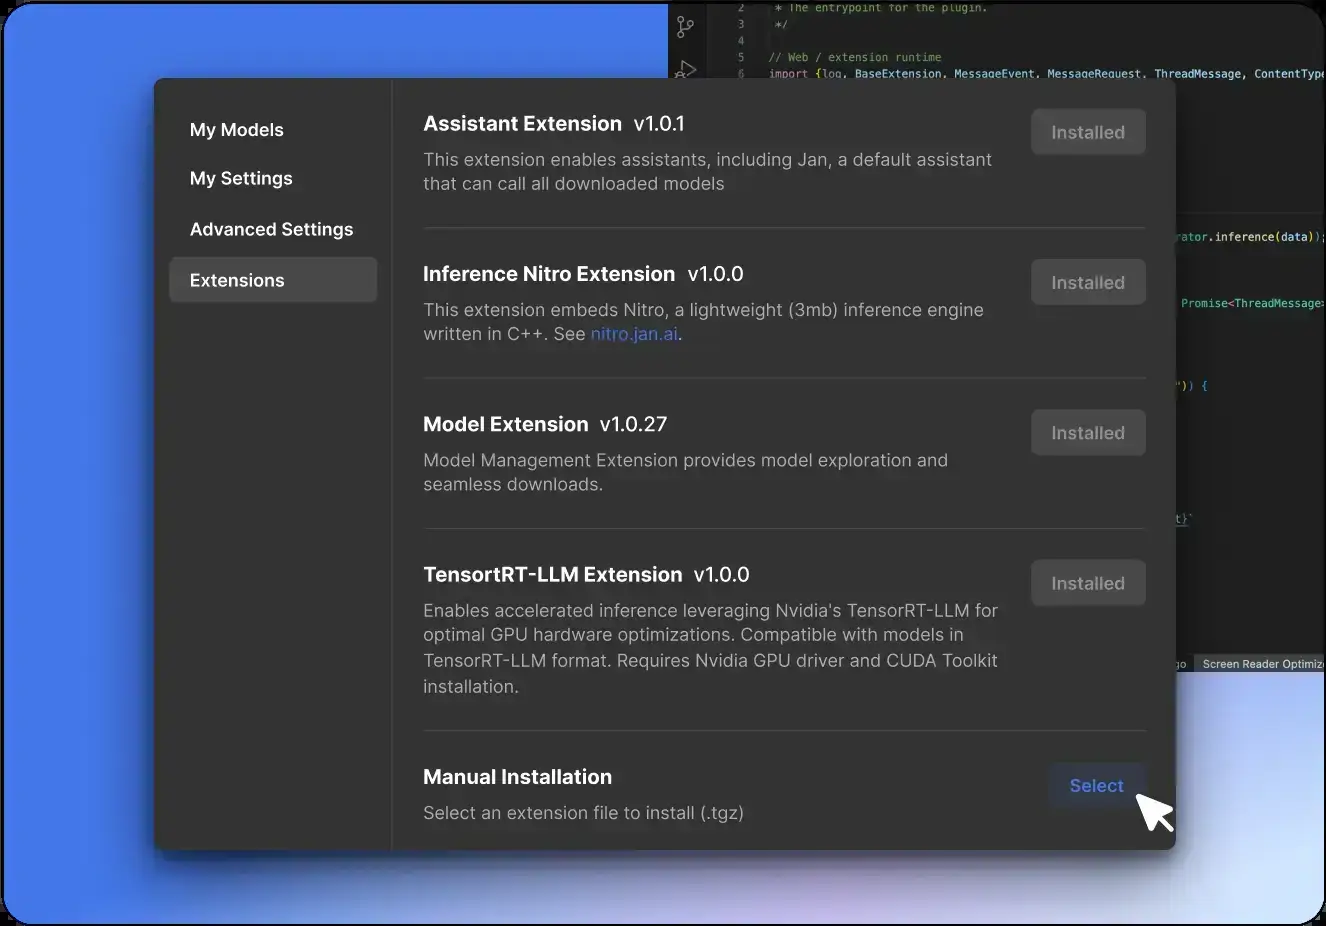 2 * The entrypoint for the plugin.
3 */
4
5 // Web / extension runtime
6 import {log, BaseExtension, MessageEvent, MessageRequest, ThreadMessage, ContentType
My Models
My Settings
Advanced Settings
Extensions
Assistant Extension v1.0.1
Installed
This extension enables assistants, including Jan, a default assistant
that can call all downloaded models
rator.inference(data));
Inference Nitro Extension v1.0.0
Installed
This extension embeds Nitro, a lightweight (3mb) inference engine
written in C++. See nitro.jan.ai.
Promise<ThreadMessage>
")) {
Model Extension v1.0.27
Installed
Model Management Extension provides model exploration and
seamless downloads.
t}`
TensortRT-LLM Extension v1.0.0
Installed
Enables accelerated inference leveraging Nvidia's TensorRT-LLM for
optimal GPU hardware optimizations. Compatible with models in
TensorRT-LLM format. Requires Nvidia GPU driver and CUDA Toolkit
installation.
go Screen Reader Optimize
Manual Installation
Select
Select an extension file to install (.tgz)